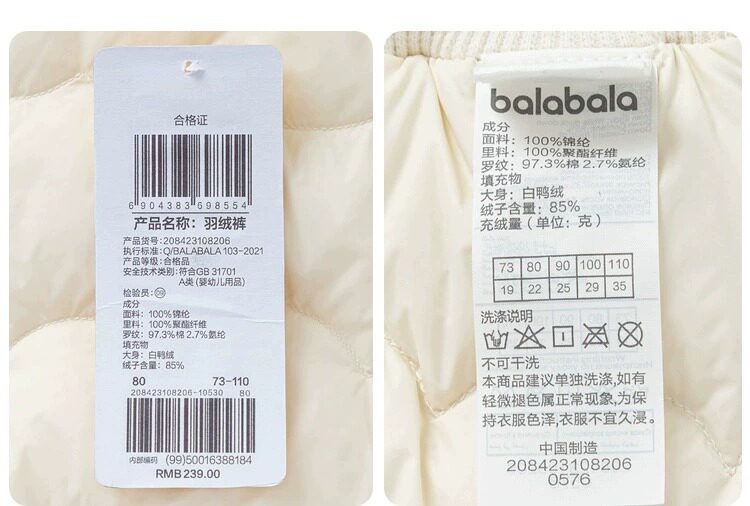 合格证
6 904383 698554
产品名称：羽绒裤
产品货号：208423108206
执行标准：Q/BALABALA 103-2021
产品等级：合格品
安全技术类别：符合GB 31701
A类 (婴幼儿用品)
检验员：09
成分
面料：100%锦纶
里料：100%聚酯纤维
罗纹：97.3%棉 2.7%氨纶
填充物
大身：白鸭绒
绒子含量：85%
80 73-110
208423108206-10530 80
内部编码 (99)50016388184
RMB 239.00
balabala
成分
面料：100%锦纶
里料：100%聚酯纤维
罗纹：97.3%棉 2.7%氨纶
填充物
大身：白鸭绒
绒子含量：85%
充绒量（单位：克）
73 80 90 100 110
19 22 25 29 35
洗涤说明
不可干洗
本商品建议单独洗涤,如有
轻微褪色属正常现象,为保
持衣服色泽,衣服不宜久浸。
中国制造
208423108206
0576